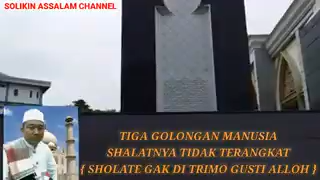 SOLIKIN ASSALAM CHANNEL
TIGA GOLONGAN MANUSIA
SHALATNYA TIDAK TERANGKAT
{ SHOLATE GAK DI TRIMO GUSTI ALLOH }